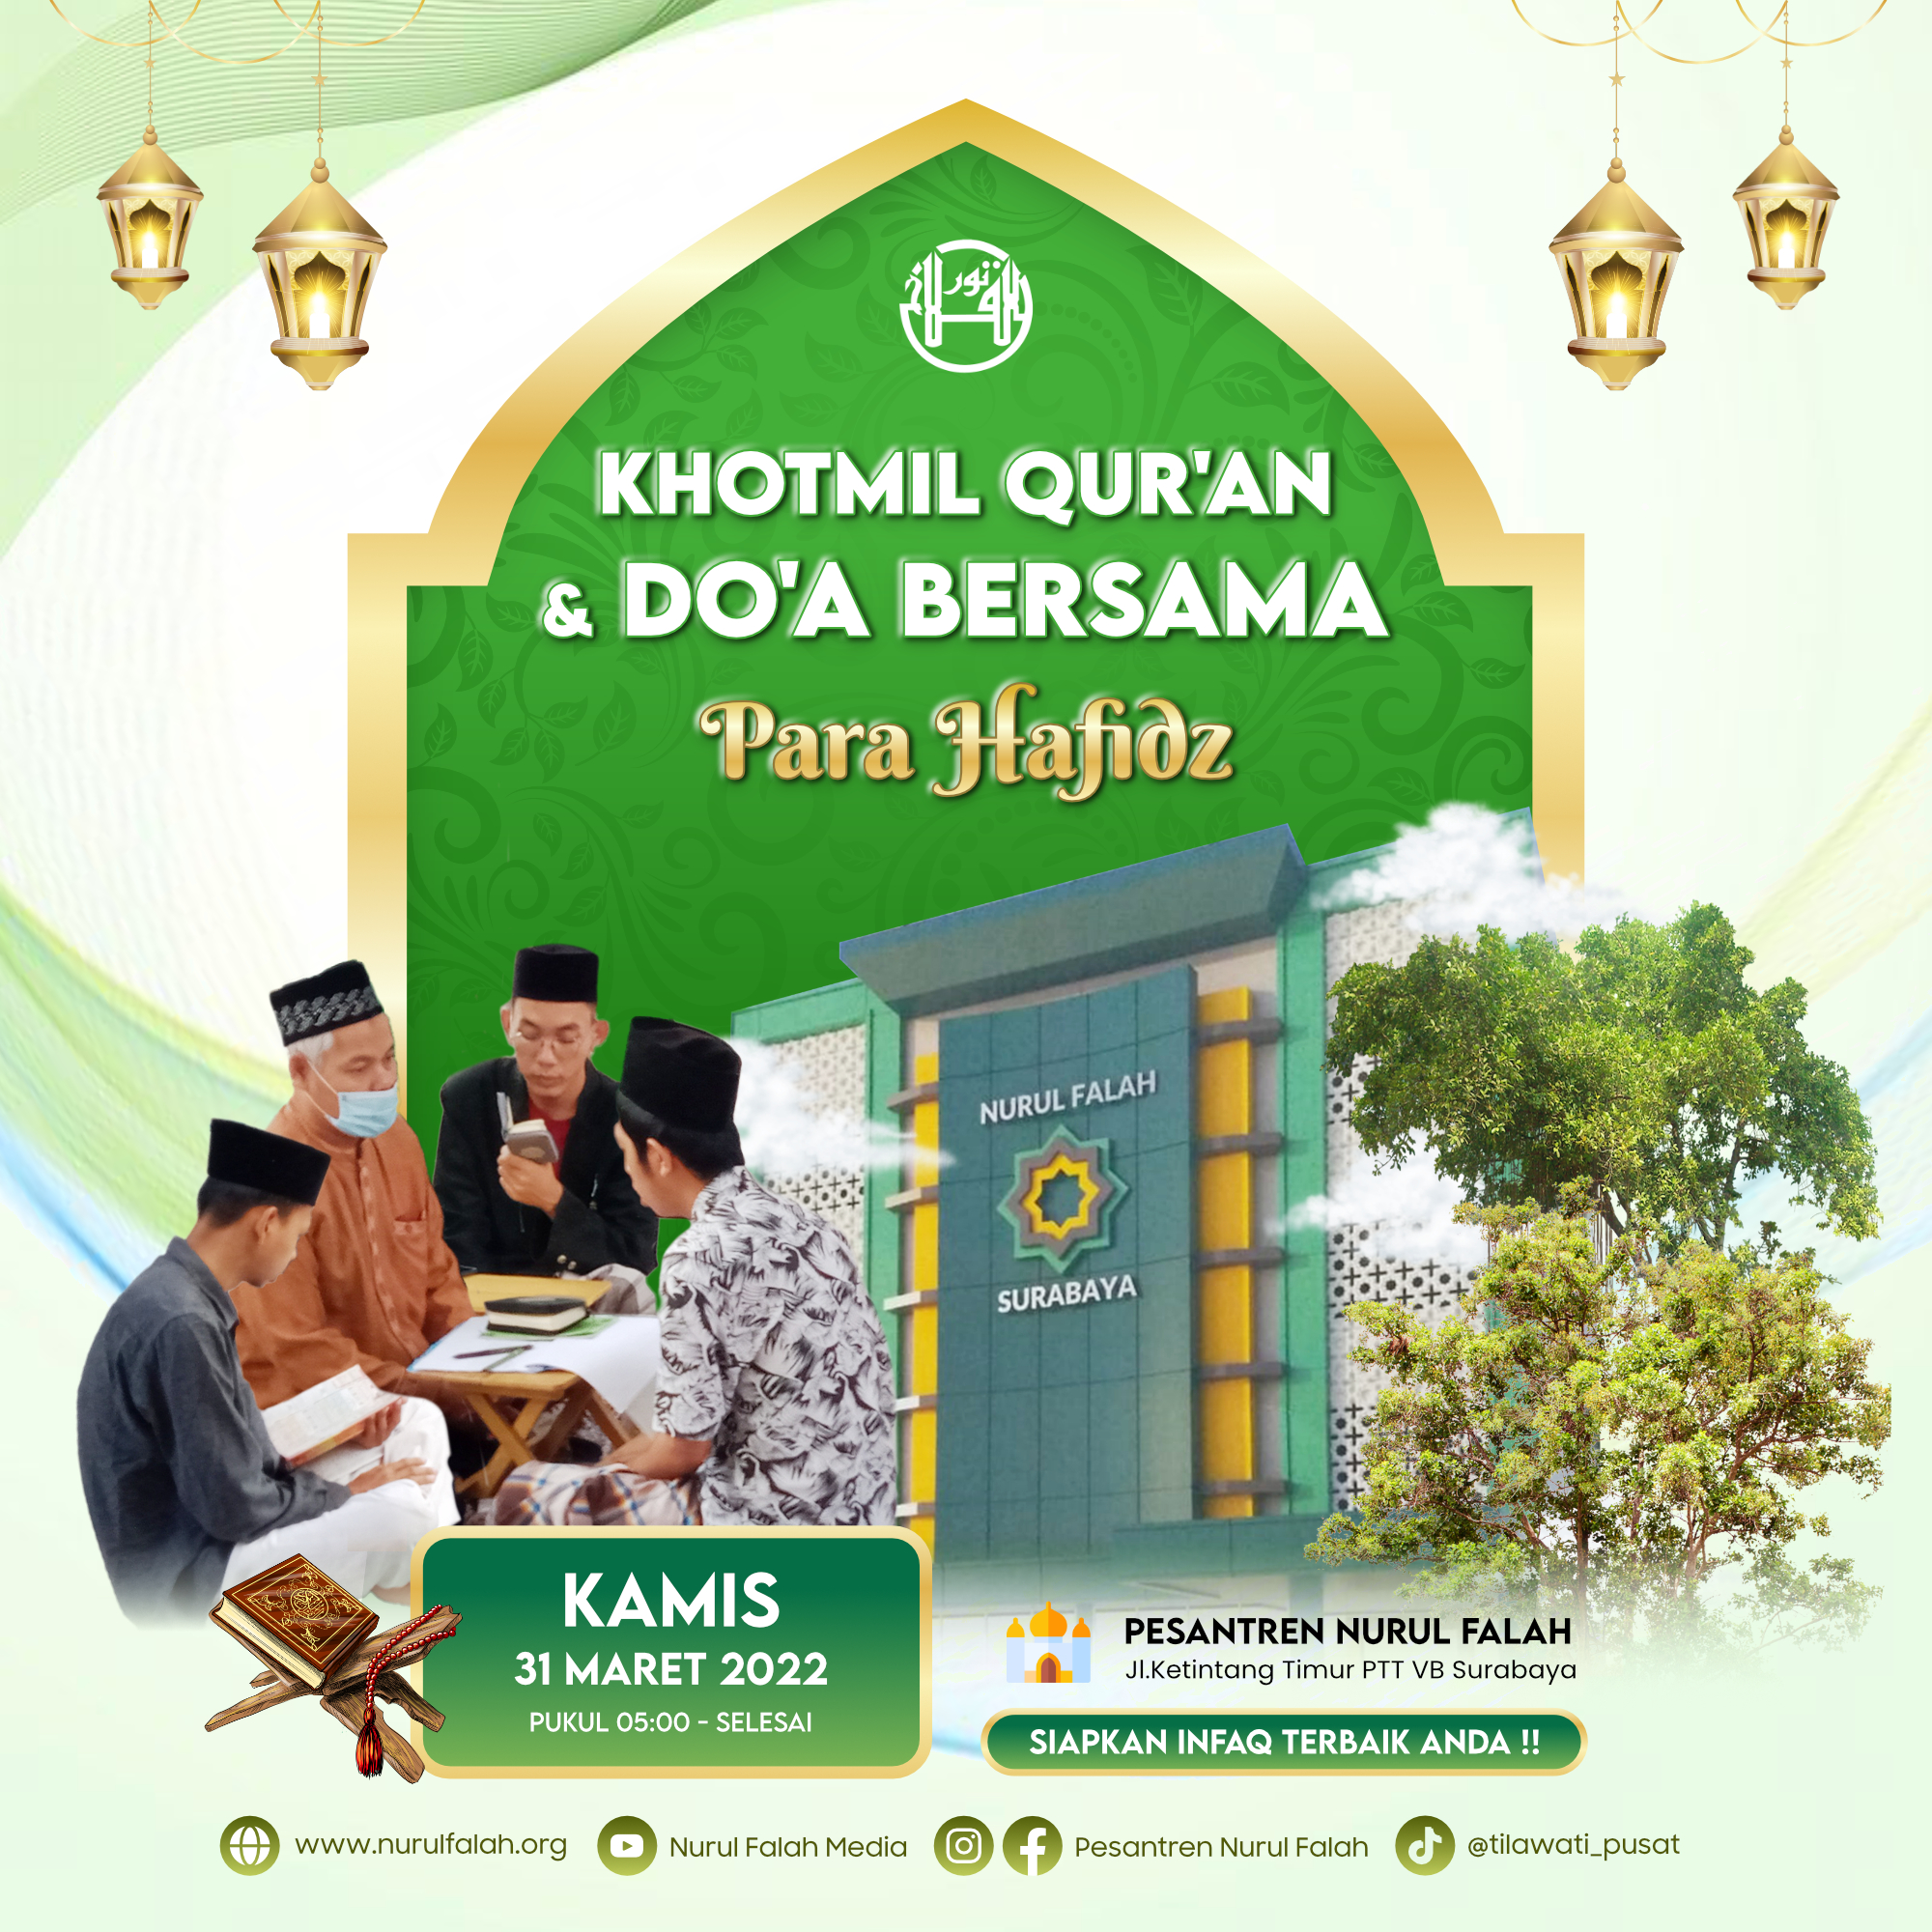 نور الفلاح
KHOTMIL QUR'AN
& DO'A BERSAMA
Para Hafidz
NURUL FALAH
SURABAYA
KAMIS
31 MARET 2022
PUKUL 05:00 - SELESAI
PESANTREN NURUL FALAH
Jl.Ketintang Timur PTT VB Surabaya
SIAPKAN INFAQ TERBAIK ANDA !!
www.nurulfalah.org
Nurul Falah Media
Pesantren Nurul Falah
@tilawati_pusat